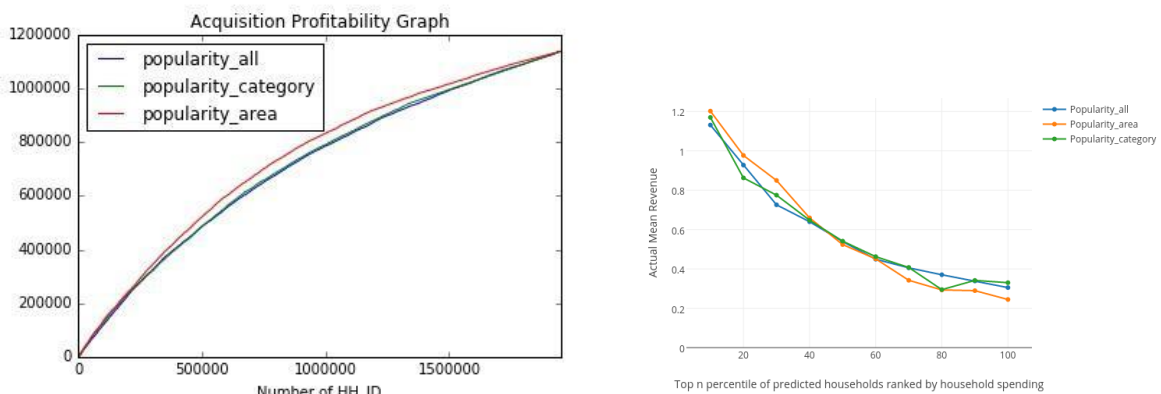 Acquisition Profitability Graph
1200000
1000000
800000
600000
400000
200000
0
popularity_all
popularity_category
popularity_area
0 500000 1000000 1500000
Number of HH_ID
Actual Mean Revenue
1.2
1
0.8
0.6
0.4
0.2
0
20 40 60 80 100
Top n percentile of predicted households ranked by household spending
Popularity_all
Popularity_area
Popularity_category